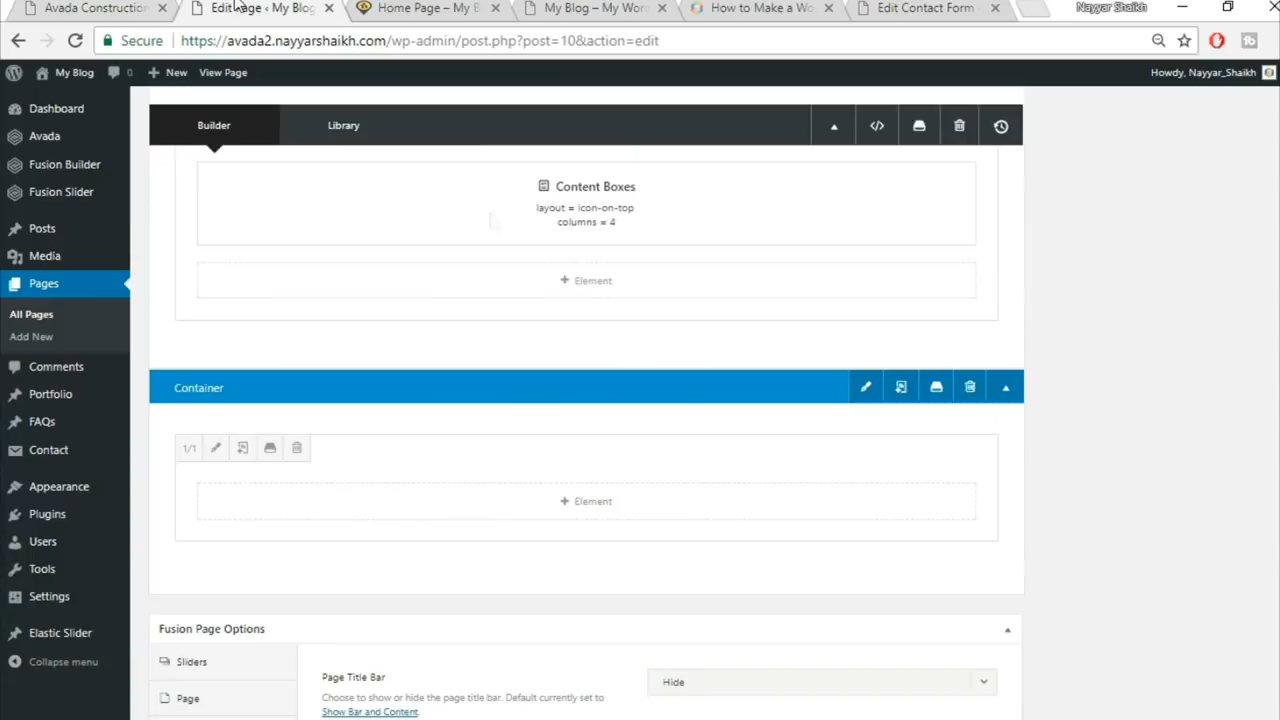 Avada Construction
Edit Page ‹ My Blog
Home Page – My B
My Blog – My Wor
How to Make a Wo
Edit Contact Form
Nayyar Shaikh
Secure
https://avada2.nayyarshaikh.com/wp-admin/post.php?post=10&action=edit
My Blog
0
New
View Page
Howdy, Nayyar_Shaikh
Dashboard
Avada
Fusion Builder
Fusion Slider
Posts
Media
Pages
All Pages
Add New
Comments
Portfolio
FAQs
Contact
Appearance
Plugins
Users
Tools
Settings
Elastic Slider
Collapse menu
Builder
Library
Content Boxes
layout = icon-on-top
columns = 4
+ Element
Container
1/1
+ Element
Fusion Page Options
Sliders
Page
Page Title Bar
Choose to show or hide the page title bar. Default currently set to
Show Bar and Content.
Hide